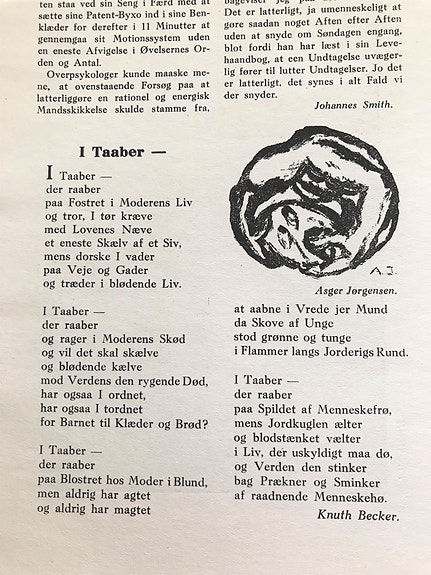 ten staa ved sin Seng i Færd med at
sætte sine Patent-Byxo ind i sine Ben-
klæder for derefter i 11 Minutter at
gennemgaa sit Motionssystem uden
en eneste Afvigelse i Øvelsernes Or-
den og Antal.
Overpsykologer kunde maaske me-
ne, at ovenstaaende Forsøg paa at
latterliggøre en rationel og energisk
Mandsskikkelse skulde stamme fra,
Det er latterligt, ja umenneskeligt at
gøre saadan noget Aften efter Aften
uden at snyde om Søndagen engang,
blot fordi han har læst i sin Leve-
haandbog, at een Undtagelse uvæger-
lig fører til lutter Undtagelser. Jo det
er latterligt, det synes i alt Fald vi
der snyder.
Johannes Smith.
I Taaber —
I Taaber —
der raaber
paa Fostret i Moderens Liv
og tror, I tør kræve
med Lovenes Næve
et eneste Skælv af et Siv,
mens dorske I vader
paa Veje og Gader
og træder i blødende Liv.
I Taaber —
der raaber
og rager i Moderens Skød
og vil det skal skælve
og blødende kælve
mod Verdens den rygende Død,
har ogsaa I ordnet,
har ogsaa I tordnet
for Barnet til Klæder og Brød?
I Taaber —
der raaber
paa Blostret hos Moder i Blund,
men aldrig har agtet
og aldrig har magtet
A. J.
Asger Jørgensen.
at aabne i Vrede jer Mund
da Skove af Unge
stod grønne og tunge
i Flammer langs Jorderigs Rund.
I Taaber —
der raaber
paa Spildet af Menneskefrø,
mens Jordkuglen ælter
og blodstænket vælter
i Liv, der uskyldigt maa dø,
og Verden den stinker
bag Prækner og Sminker
af raadnende Menneskehø.
Knuth Becker.